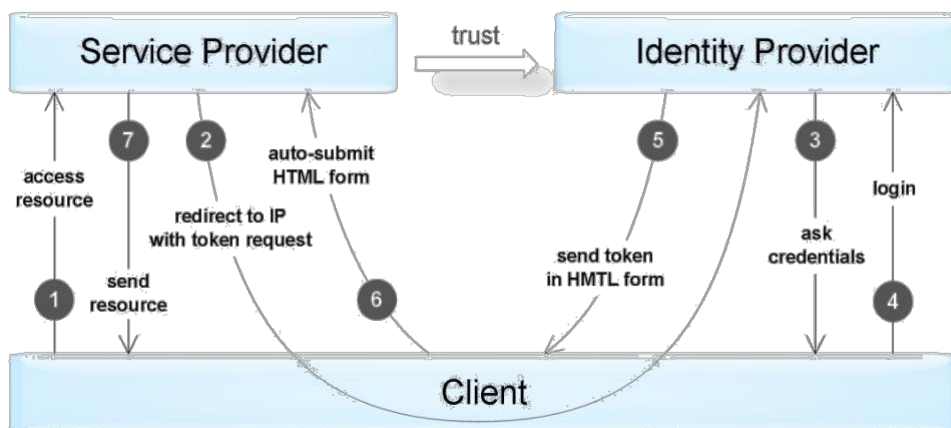 Service Provider
trust
Identity Provider
7
2
5
3
auto-submit
HTML form
access
resource
login
redirect to IP
with token request
ask
credentials
send token
in HMTL form
send
resource
1
6
4
Client